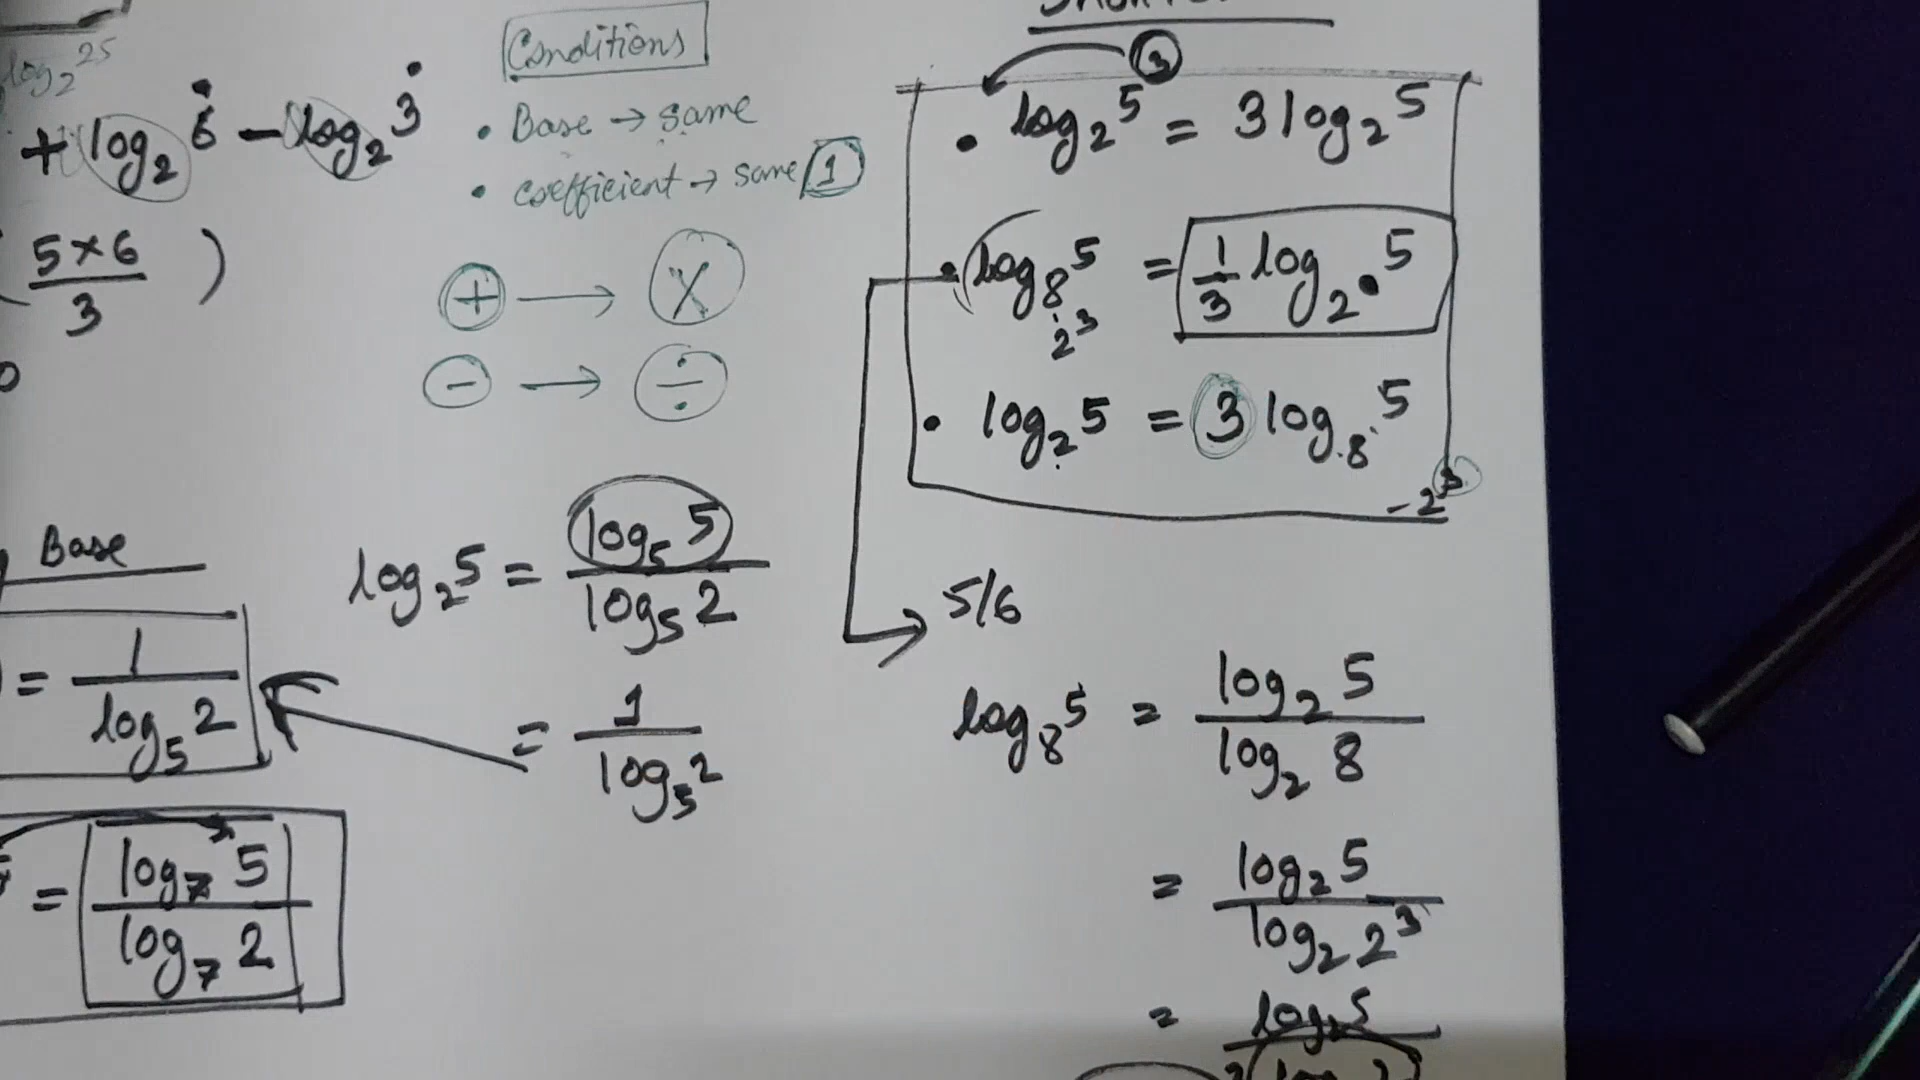 log₂ 25
+ log₂ 6 - log₂ 3
( 5×6 / 3 )
Conditions
• Base → same
• coefficient → same 1
+ → ×
- → ÷
• log₂ 5³ = 3 log₂ 5
• log₈ 5 = 1/3 log₂ 5
2³
• log₂ 5 = 3 log₈ 5
2³
Base
= 1 / log₅ 2
= log₇ 5 / log₇ 2
log₂ 5 = log₅ 5 / log₅ 2
= 1 / log₅ 2
5/6
log₈ 5 = log₂ 5 / log₂ 8
= log₂ 5 / log₂ 2³
= log₂ 5